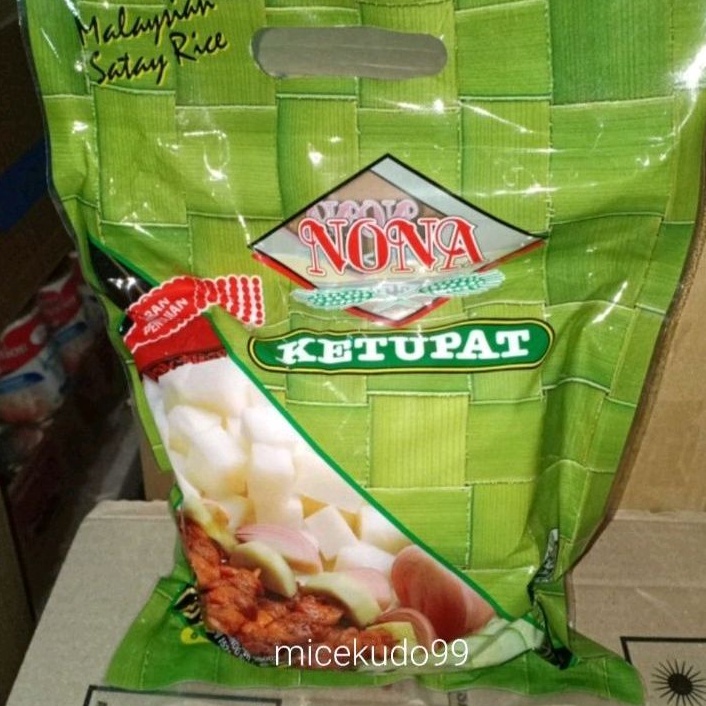 Malaysian
Satay Rice
NONA
KETUPAT
micekudo99